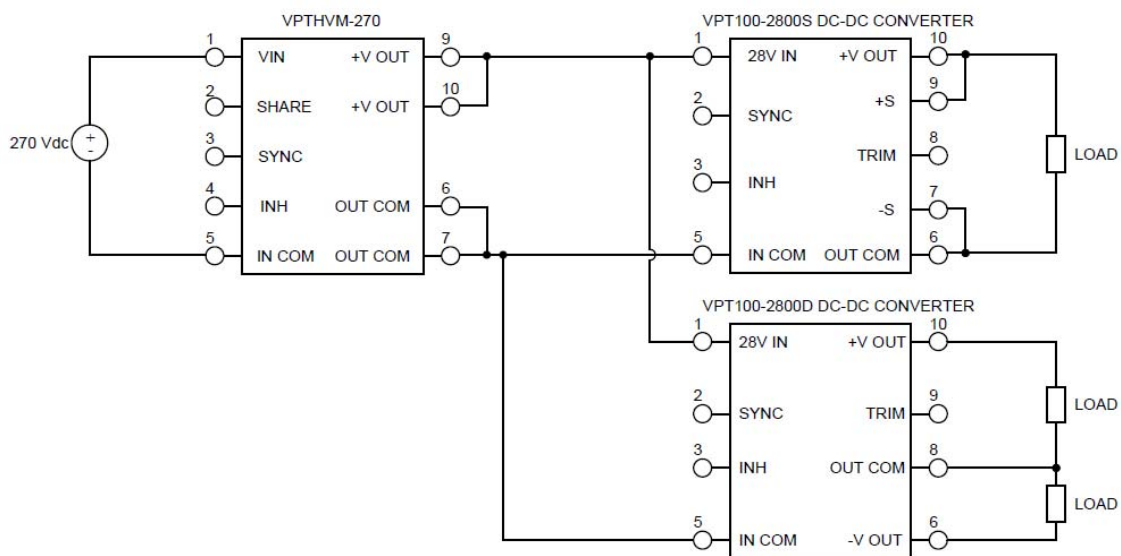 VPTHVM-270
VPT100-2800S DC-DC CONVERTER
1 VIN +V OUT 9
2 SHARE +V OUT 10
3 SYNC
4 INH OUT COM 6
5 IN COM OUT COM 7
270 Vdc
+
-
1 28V IN +V OUT 10
+S 9
2 SYNC
TRIM 8
3 INH
-S 7
5 IN COM OUT COM 6
LOAD
VPT100-2800D DC-DC CONVERTER
1 28V IN +V OUT 10
2 SYNC TRIM 9
3 INH OUT COM 8
5 IN COM -V OUT 6
LOAD
LOAD